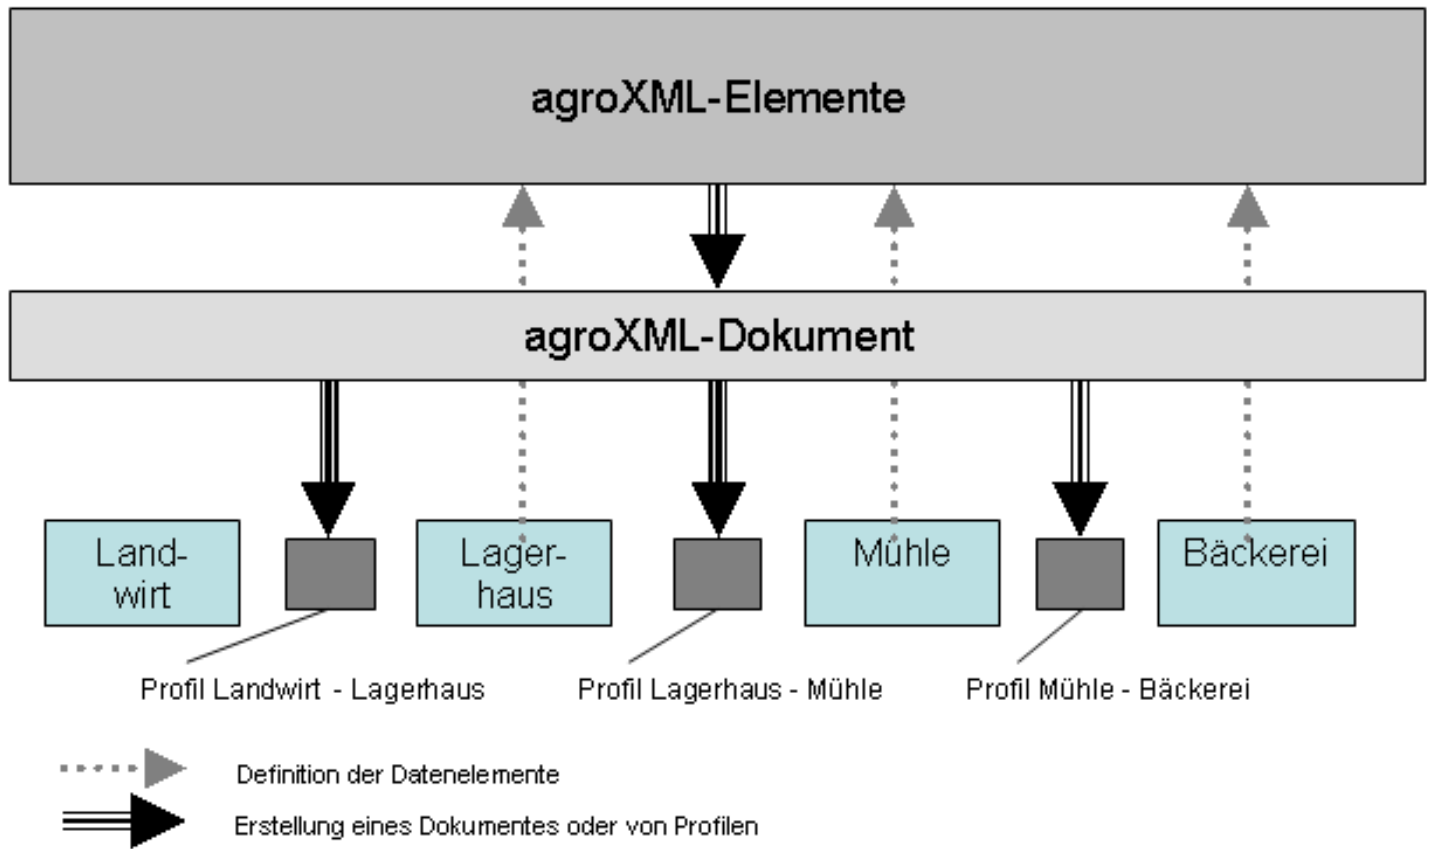 agroXML-Elemente
agroXML-Dokument
Land-
wirt
Lager-
haus
Mühle
Bäckerei
Profil Landwirt - Lagerhaus
Profil Lagerhaus - Mühle
Profil Mühle - Bäckerei
Definition der Datenelemente
Erstellung eines Dokumentes oder von Profilen